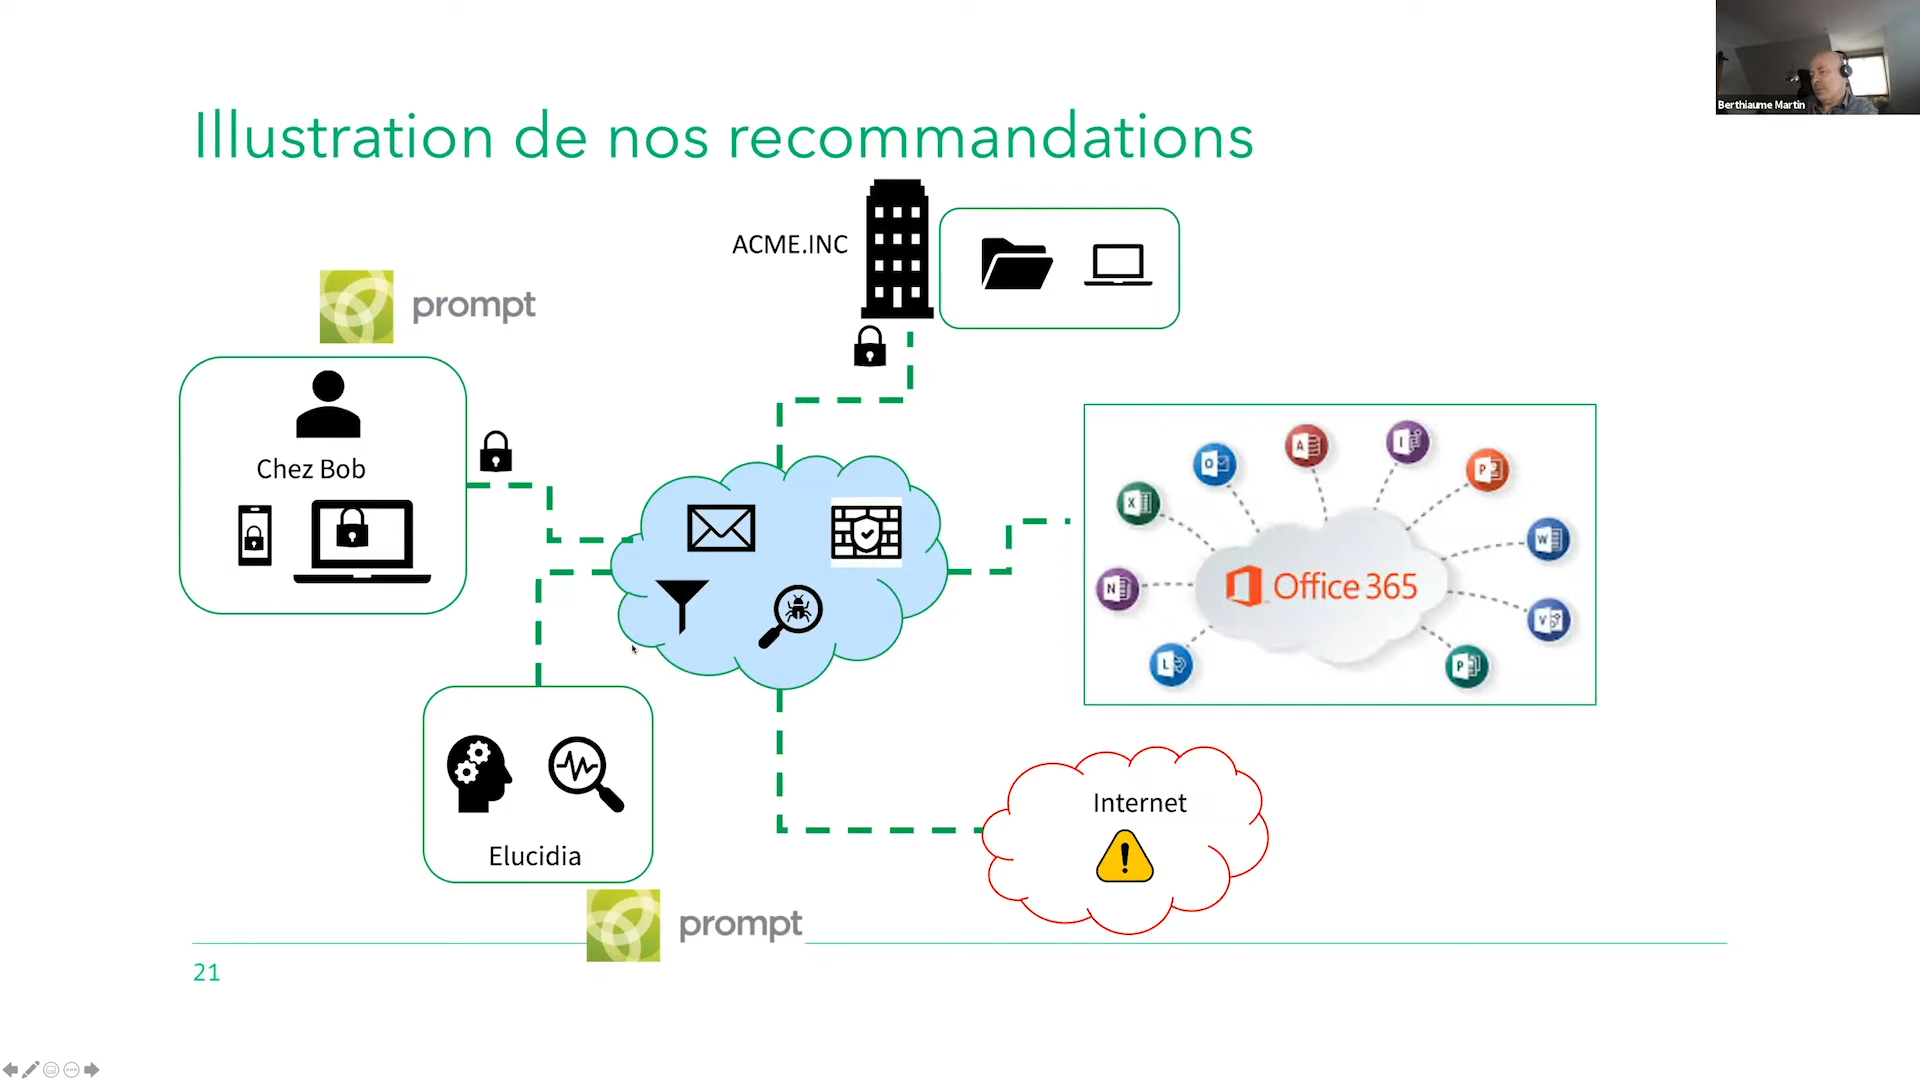 Berthiaume Martin
Illustration de nos recommandations
ACME.INC
prompt
Chez Bob
Office 365
X
O
A
I
P
W
N
V
L
P
Internet
Elucidia
prompt
21